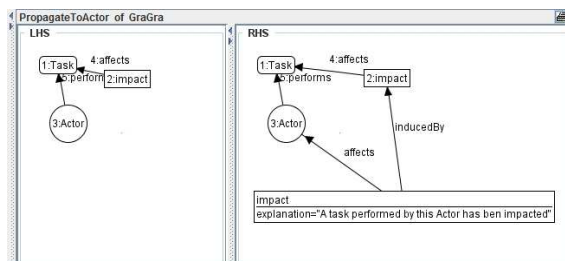 PropagateToActor of GraGra
LHS
4:affects
1:Task
5:perform
2:impact
3:Actor
RHS
4:affects
1:Task
5:performs
2:impact
3:Actor
inducedBy
affects
impact
explanation="A task performed by this Actor has ben impacted"